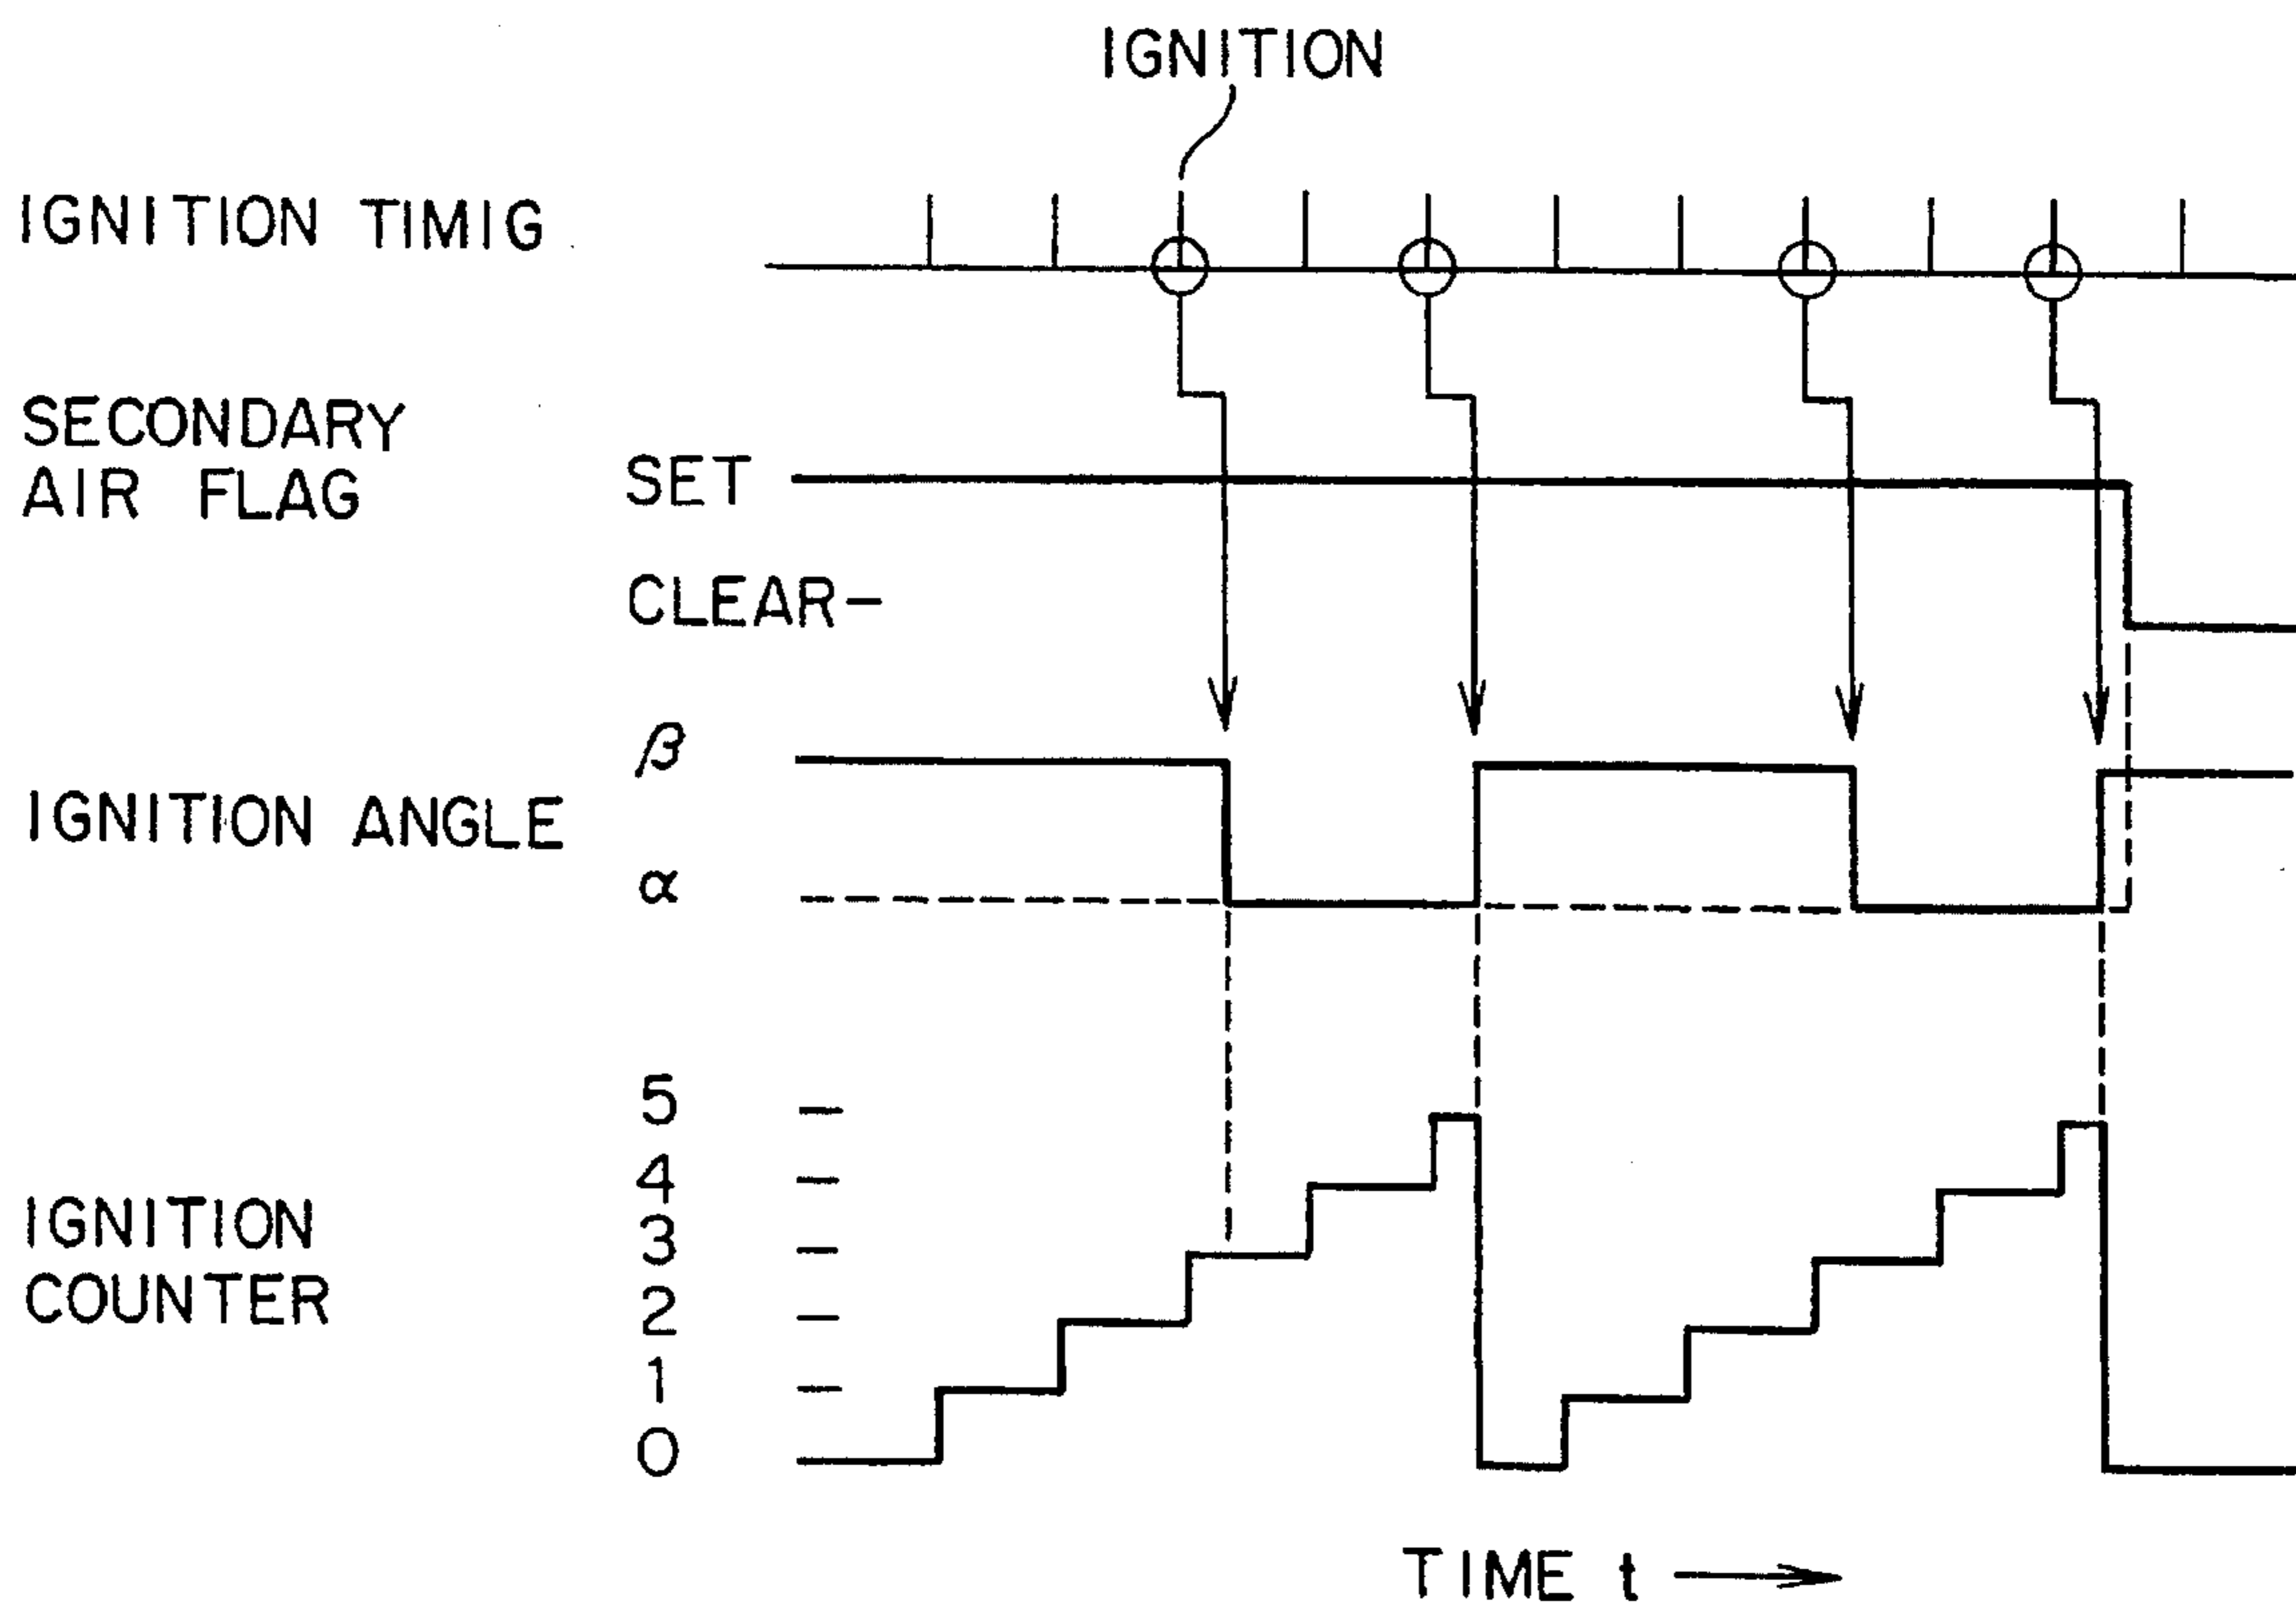 IGNITION
IGNITION TIMIG
SECONDARY
AIR FLAG
SET
CLEAR-
β
IGNITION ANGLE
α
5
4
3
2
1
0
IGNITION
COUNTER
TIME t